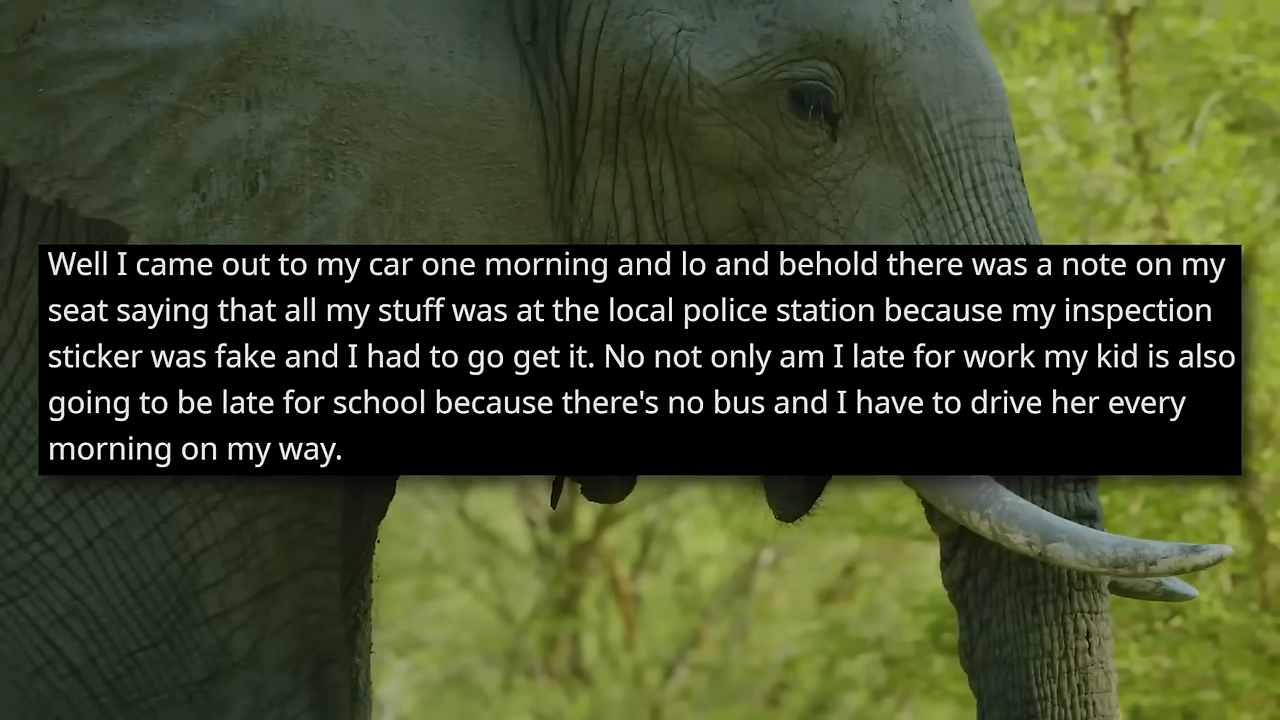 Well I came out to my car one morning and lo and behold there was a note on my
seat saying that all my stuff was at the local police station because my inspection
sticker was fake and I had to go get it. No not only am I late for work my kid is also
going to be late for school because there's no bus and I have to drive her every
morning on my way.